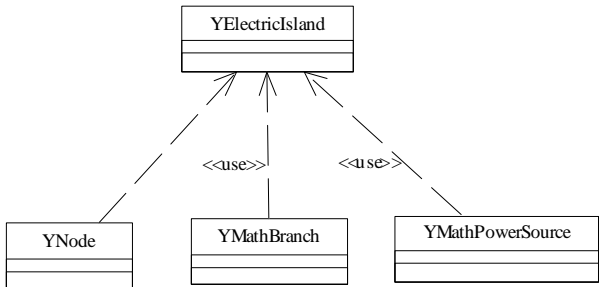 YElectricIsland
<<use>>
<<use>>
YNode
YMathBranch
YMathPowerSource